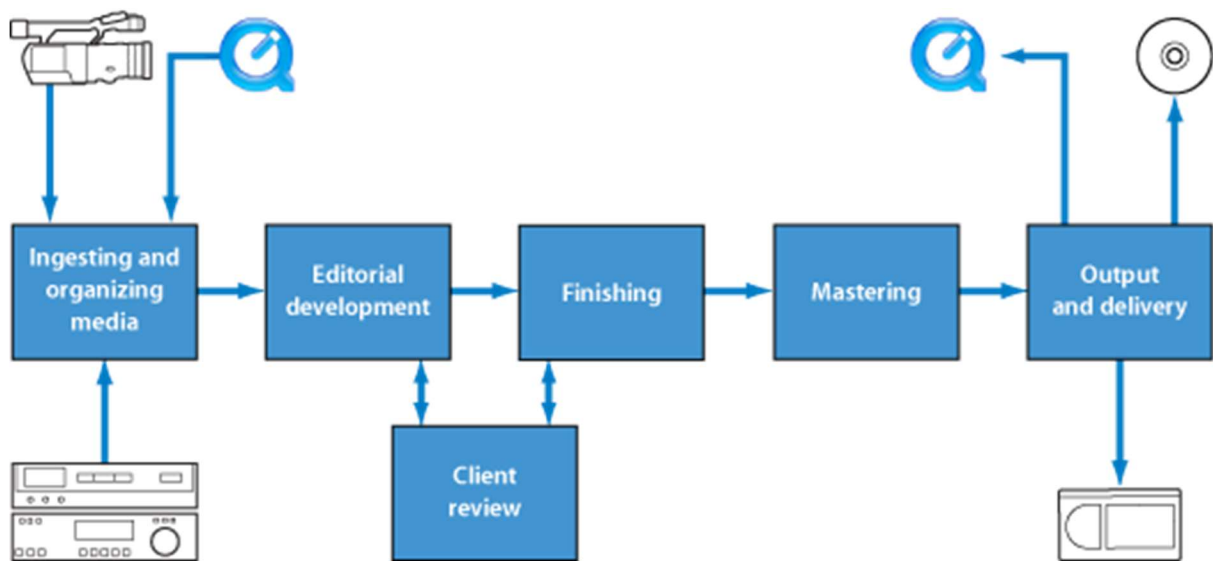 Ingesting and
organizing
media
Editorial
development
Finishing
Mastering
Output
and delivery
Client
review